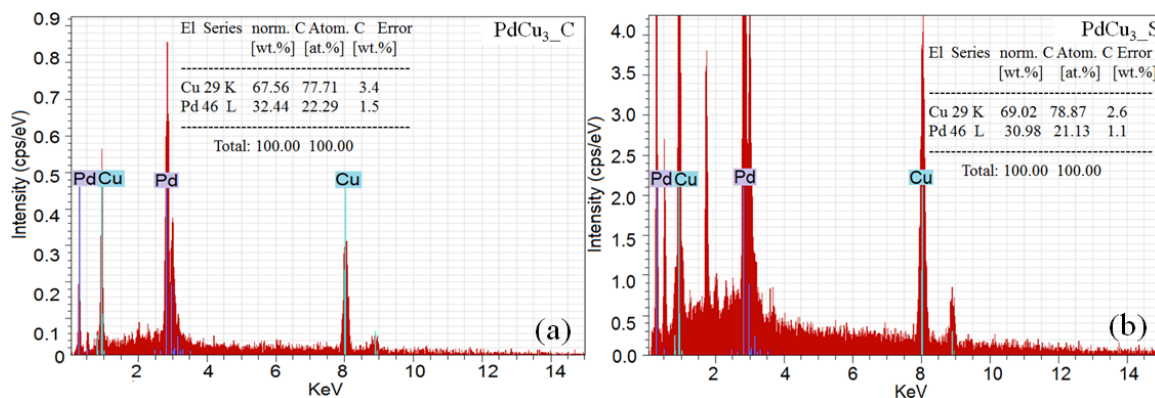 PdCu₃_C
El Series norm. C Atom. C Error
[wt.%] [at.%] [wt.%]
Cu 29 K 67.56 77.71 3.4
Pd 46 L 32.44 22.29 1.5
Total: 100.00 100.00
Intensity (cps/eV)
0.9
0.8
0.7
0.6
0.5
0.4
0.3
0.2
0.1
0
Pd Cu Pd Cu
(a)
0 2 4 6 8 10 12 14
KeV
PdCu₃_S
El Series norm. C Atom. C Error
[wt.%] [at.%] [wt.%]
Cu 29 K 69.02 78.87 2.6
Pd 46 L 30.98 21.13 1.1
Total: 100.00 100.00
Intensity (cps/eV)
4.0
3.5
3.0
2.5
2.0
1.5
1.0
0.5
0.0
Pd Cu Pd Cu
(b)
2 4 6 8 10 12 14
KeV